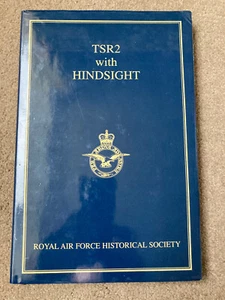 TSR2
with
HINDSIGHT
ROYAL AIR FORCE HISTORICAL SOCIETY